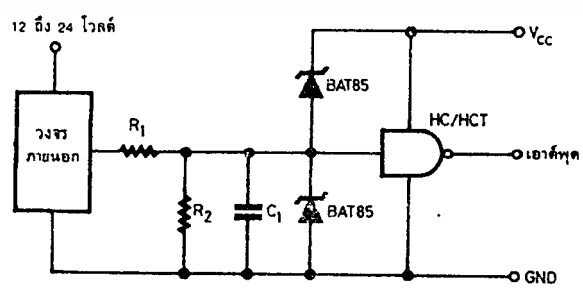 12 ถึง 24 โวลต์
V_CC
BAT85
HC/HCT
วงจร
ภายนอก
R₁
เอาต์พุต
R₂
C₁
BAT85
GND